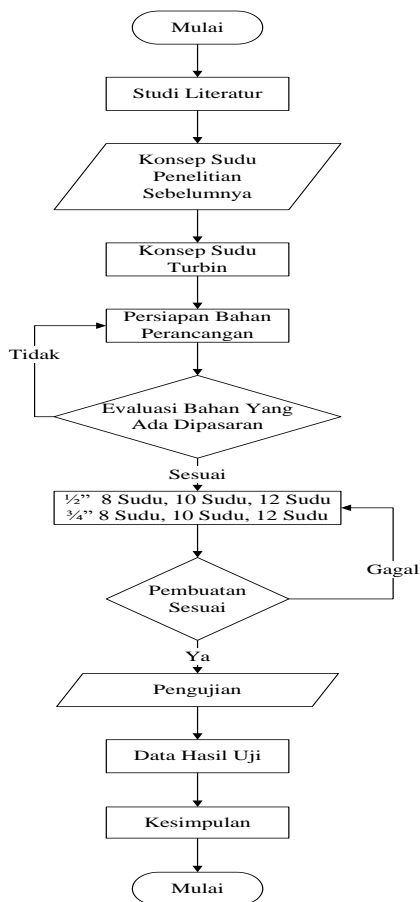 Mulai
Studi Literatur
Konsep Sudu
Penelitian
Sebelumnya
Konsep Sudu
Turbin
Persiapan Bahan
Perancangan
Tidak
Evaluasi Bahan Yang
Ada Dipasaran
Sesuai
½” 8 Sudu, 10 Sudu, 12 Sudu
¾” 8 Sudu, 10 Sudu, 12 Sudu
Gagal
Pembuatan
Sesuai
Ya
Pengujian
Data Hasil Uji
Kesimpulan
Mulai